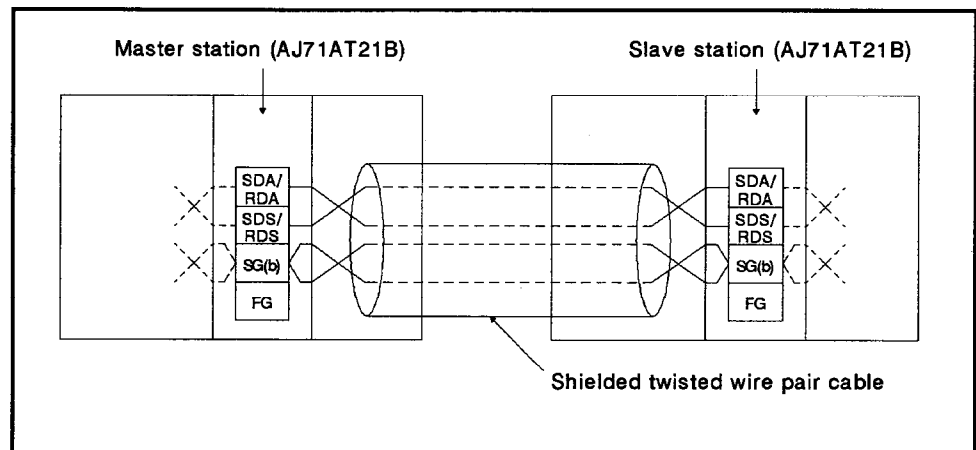 Master station (AJ71AT21B)
Slave station (AJ71AT21B)
SDA/
RDA
SDS/
RDS
SG(b)
FG
SDA/
RDA
SDS/
RDS
SG(b)
FG
Shielded twisted wire pair cable